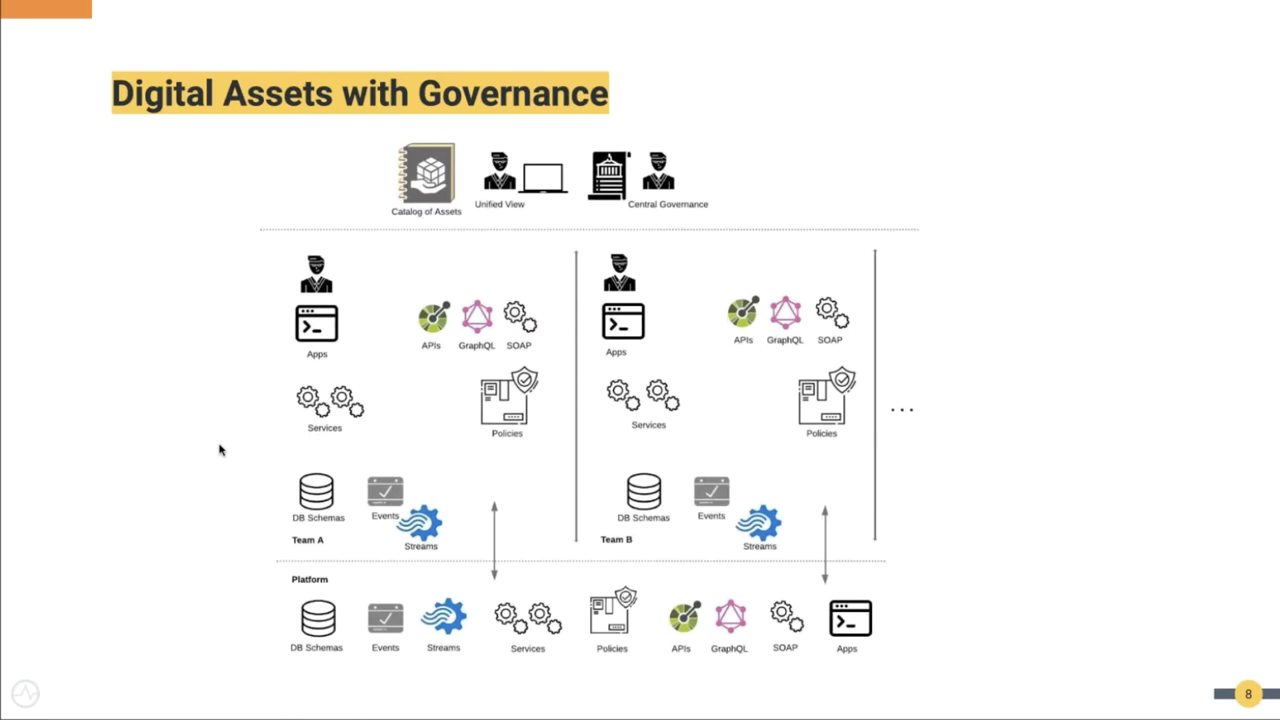 Digital Assets with Governance
Catalog of Assets
Unified View
Central Governance
Apps
APIs
GraphQL
SOAP
Services
Policies
DB Schemas
Events
Streams
Team A
Apps
APIs
GraphQL
SOAP
Services
Policies
DB Schemas
Events
Streams
Team B
...
Platform
DB Schemas
Events
Streams
Services
Policies
APIs
GraphQL
SOAP
Apps
8